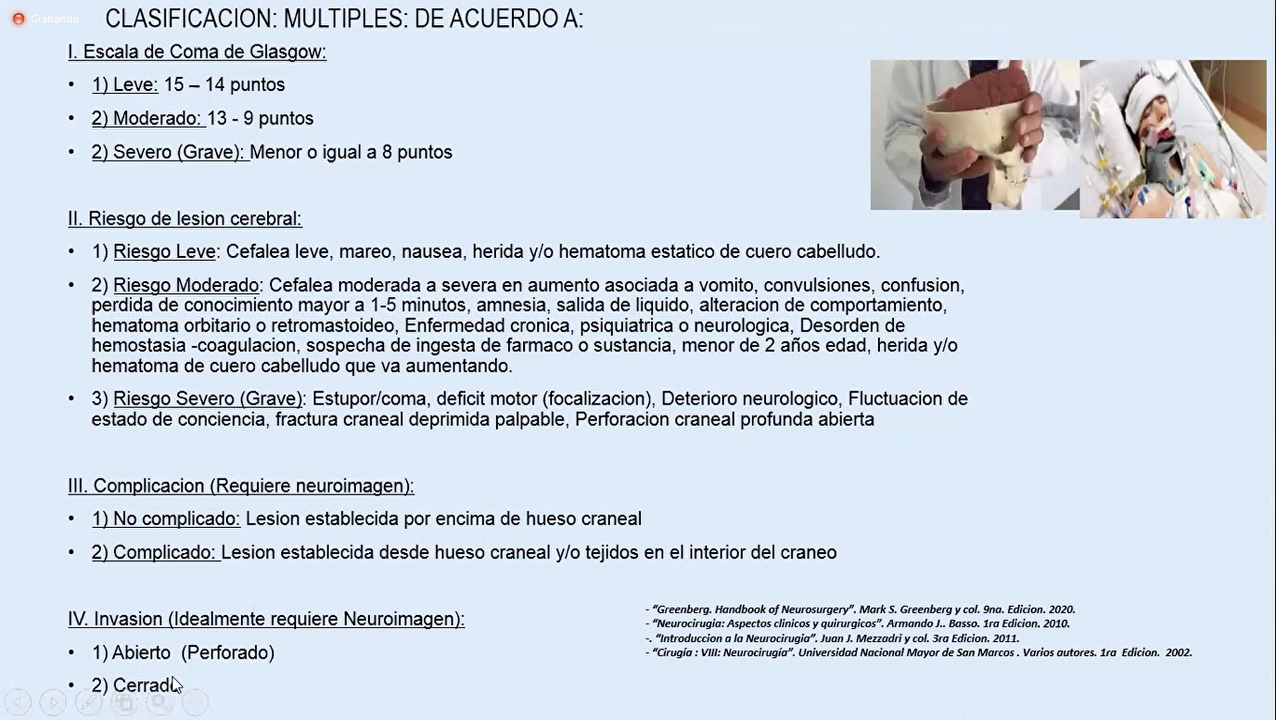 Grabando
CLASIFICACION: MULTIPLES: DE ACUERDO A:
I. Escala de Coma de Glasgow:
• 1) Leve: 15 – 14 puntos
• 2) Moderado: 13 - 9 puntos
• 2) Severo (Grave): Menor o igual a 8 puntos
II. Riesgo de lesion cerebral:
• 1) Riesgo Leve: Cefalea leve, mareo, nausea, herida y/o hematoma estatico de cuero cabelludo.
• 2) Riesgo Moderado: Cefalea moderada a severa en aumento asociada a vomito, convulsiones, confusion,
perdida de conocimiento mayor a 1-5 minutos, amnesia, salida de liquido, alteracion de comportamiento,
hematoma orbitario o retromastoideo, Enfermedad cronica, psiquiatrica o neurologica, Desorden de
hemostasia -coagulacion, sospecha de ingesta de farmaco o sustancia, menor de 2 años edad, herida y/o
hematoma de cuero cabelludo que va aumentando.
• 3) Riesgo Severo (Grave): Estupor/coma, deficit motor (focalizacion), Deterioro neurologico, Fluctuacion de
estado de conciencia, fractura craneal deprimida palpable, Perforacion craneal profunda abierta
III. Complicacion (Requiere neuroimagen):
• 1) No complicado: Lesion establecida por encima de hueso craneal
• 2) Complicado: Lesion establecida desde hueso craneal y/o tejidos en el interior del craneo
IV. Invasion (Idealmente requiere Neuroimagen):
• 1) Abierto (Perforado)
• 2) Cerrado
- “Greenberg. Handbook of Neurosurgery”. Mark S. Greenberg y col. 9na. Edicion. 2020.
- “Neurocirugia: Aspectos clinicos y quirurgicos”. Armando J.. Basso. 1ra Edicion. 2010.
-. “Introduccion a la Neurocirugia”. Juan J. Mezzadri y col. 3ra Edicion. 2011.
- “Cirugía : VIII: Neurocirugía”. Universidad Nacional Mayor de San Marcos . Varios autores. 1ra Edicion. 2002.